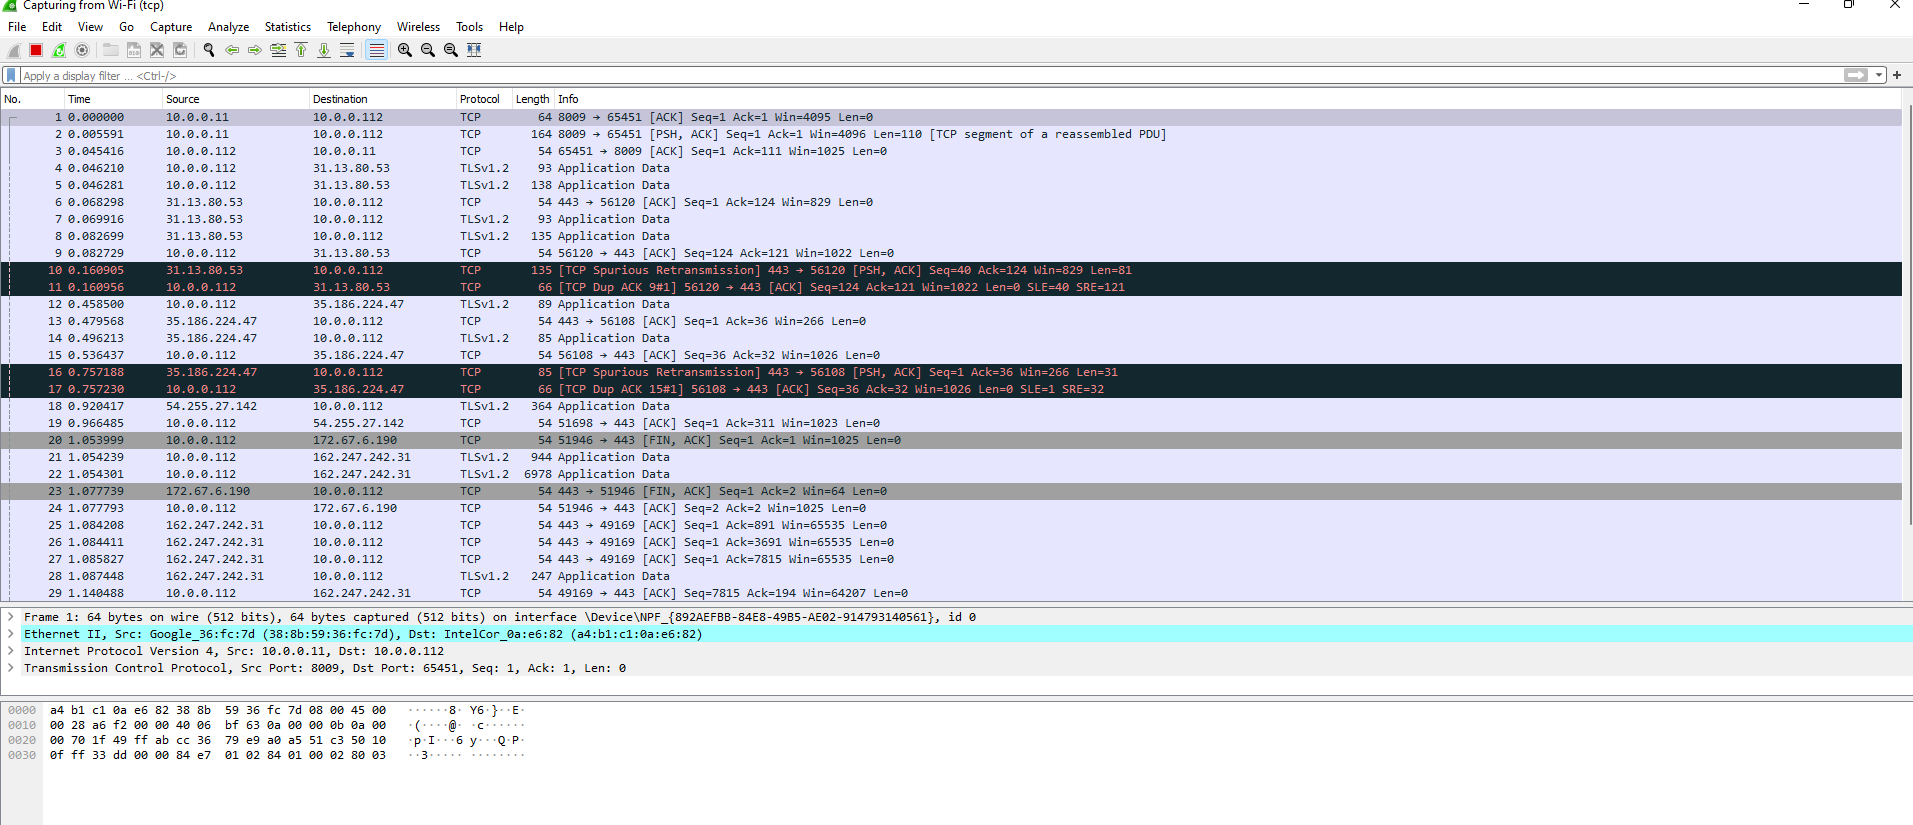 Capturing from Wi-Fi (tcp)
File Edit View Go Capture Analyze Statistics Telephony Wireless Tools Help
Apply a display filter ... <Ctrl-/>
No. Time Source Destination Protocol Length Info
1 0.000000 10.0.0.11 10.0.0.112 TCP 64 8009 → 65451 [ACK] Seq=1 Ack=1 Win=4095 Len=0
2 0.005591 10.0.0.11 10.0.0.112 TCP 164 8009 → 65451 [PSH, ACK] Seq=1 Ack=1 Win=4096 Len=110 [TCP segment of a reassembled PDU]
3 0.045416 10.0.0.112 10.0.0.11 TCP 54 65451 → 8009 [ACK] Seq=1 Ack=111 Win=1025 Len=0
4 0.046210 10.0.0.112 31.13.80.53 TLSv1.2 93 Application Data
5 0.046281 10.0.0.112 31.13.80.53 TLSv1.2 138 Application Data
6 0.068298 31.13.80.53 10.0.0.112 TCP 54 443 → 56120 [ACK] Seq=1 Ack=124 Win=829 Len=0
7 0.069916 31.13.80.53 10.0.0.112 TLSv1.2 93 Application Data
8 0.082699 31.13.80.53 10.0.0.112 TLSv1.2 135 Application Data
9 0.082729 10.0.0.112 31.13.80.53 TCP 54 56120 → 443 [ACK] Seq=124 Ack=121 Win=1022 Len=0
10 0.160905 31.13.80.53 10.0.0.112 TCP 135 [TCP Spurious Retransmission] 443 → 56120 [PSH, ACK] Seq=40 Ack=124 Win=829 Len=81
11 0.160956 10.0.0.112 31.13.80.53 TCP 66 [TCP Dup ACK 9#1] 56120 → 443 [ACK] Seq=124 Ack=121 Win=1022 Len=0 SLE=40 SRE=121
12 0.458500 10.0.0.112 35.186.224.47 TLSv1.2 89 Application Data
13 0.479568 35.186.224.47 10.0.0.112 TCP 54 443 → 56108 [ACK] Seq=1 Ack=36 Win=266 Len=0
14 0.496213 35.186.224.47 10.0.0.112 TLSv1.2 85 Application Data
15 0.536437 10.0.0.112 35.186.224.47 TCP 54 56108 → 443 [ACK] Seq=36 Ack=32 Win=1026 Len=0
16 0.757188 35.186.224.47 10.0.0.112 TCP 85 [TCP Spurious Retransmission] 443 → 56108 [PSH, ACK] Seq=1 Ack=36 Win=266 Len=31
17 0.757230 10.0.0.112 35.186.224.47 TCP 66 [TCP Dup ACK 15#1] 56108 → 443 [ACK] Seq=36 Ack=32 Win=1026 Len=0 SLE=1 SRE=32
18 0.920417 54.255.27.142 10.0.0.112 TLSv1.2 364 Application Data
19 0.966485 10.0.0.112 54.255.27.142 TCP 54 51698 → 443 [ACK] Seq=1 Ack=311 Win=1023 Len=0
20 1.053999 10.0.0.112 172.67.6.190 TCP 54 51946 → 443 [FIN, ACK] Seq=1 Ack=1 Win=1025 Len=0
21 1.054239 10.0.0.112 162.247.242.31 TLSv1.2 944 Application Data
22 1.054301 10.0.0.112 162.247.242.31 TLSv1.2 6978 Application Data
23 1.077739 172.67.6.190 10.0.0.112 TCP 54 443 → 51946 [FIN, ACK] Seq=1 Ack=2 Win=64 Len=0
24 1.077793 10.0.0.112 172.67.6.190 TCP 54 51946 → 443 [ACK] Seq=2 Ack=2 Win=1025 Len=0
25 1.084208 162.247.242.31 10.0.0.112 TCP 54 443 → 49169 [ACK] Seq=1 Ack=891 Win=65535 Len=0
26 1.084411 162.247.242.31 10.0.0.112 TCP 54 443 → 49169 [ACK] Seq=1 Ack=3691 Win=65535 Len=0
27 1.085827 162.247.242.31 10.0.0.112 TCP 54 443 → 49169 [ACK] Seq=1 Ack=7815 Win=65535 Len=0
28 1.087448 162.247.242.31 10.0.0.112 TLSv1.2 247 Application Data
29 1.140488 10.0.0.112 162.247.242.31 TCP 54 49169 → 443 [ACK] Seq=7815 Ack=194 Win=64207 Len=0
Frame 1: 64 bytes on wire (512 bits), 64 bytes captured (512 bits) on interface \Device\NPF_{892AEFBB-84E8-49B5-AE02-914793140561}, id 0
Ethernet II, Src: Google_36:fc:7d (38:8b:59:36:fc:7d), Dst: IntelCor_0a:e6:82 (a4:b1:c1:0a:e6:82)
Internet Protocol Version 4, Src: 10.0.0.11, Dst: 10.0.0.112
Transmission Control Protocol, Src Port: 8009, Dst Port: 65451, Seq: 1, Ack: 1, Len: 0
0000 a4 b1 c1 0a e6 82 38 8b 59 36 fc 7d 08 00 45 00 ······8· Y6·}··E·
0010 00 28 a6 f2 00 00 40 06 bf 63 0a 00 00 0b 0a 00 ·(····@· ·c······
0020 00 70 1f 49 ff ab cc 36 79 e9 a0 a5 51 c3 50 10 ·p·I···6 y···Q·P·
0030 0f ff 33 dd 00 00 84 e7 01 02 84 01 00 02 80 03 ··3····· ········